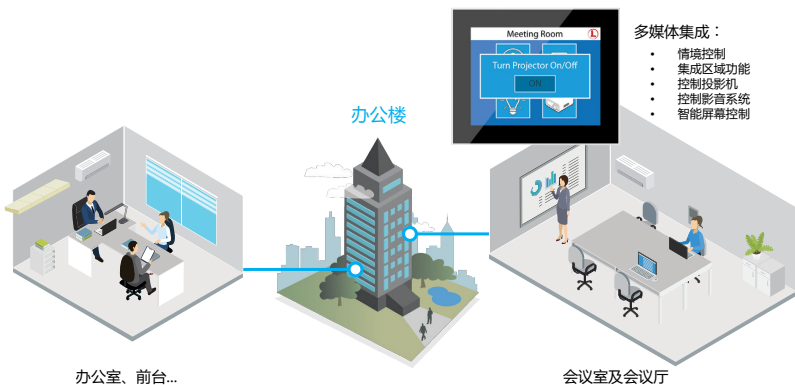 多媒体集成：
• 情境控制
• 集成区域功能
• 控制投影机
• 控制影音系统
• 智能屏幕控制
Meeting Room
Turn Projector On/Off
ON
办公楼
办公室、前台...
会议室及会议厅